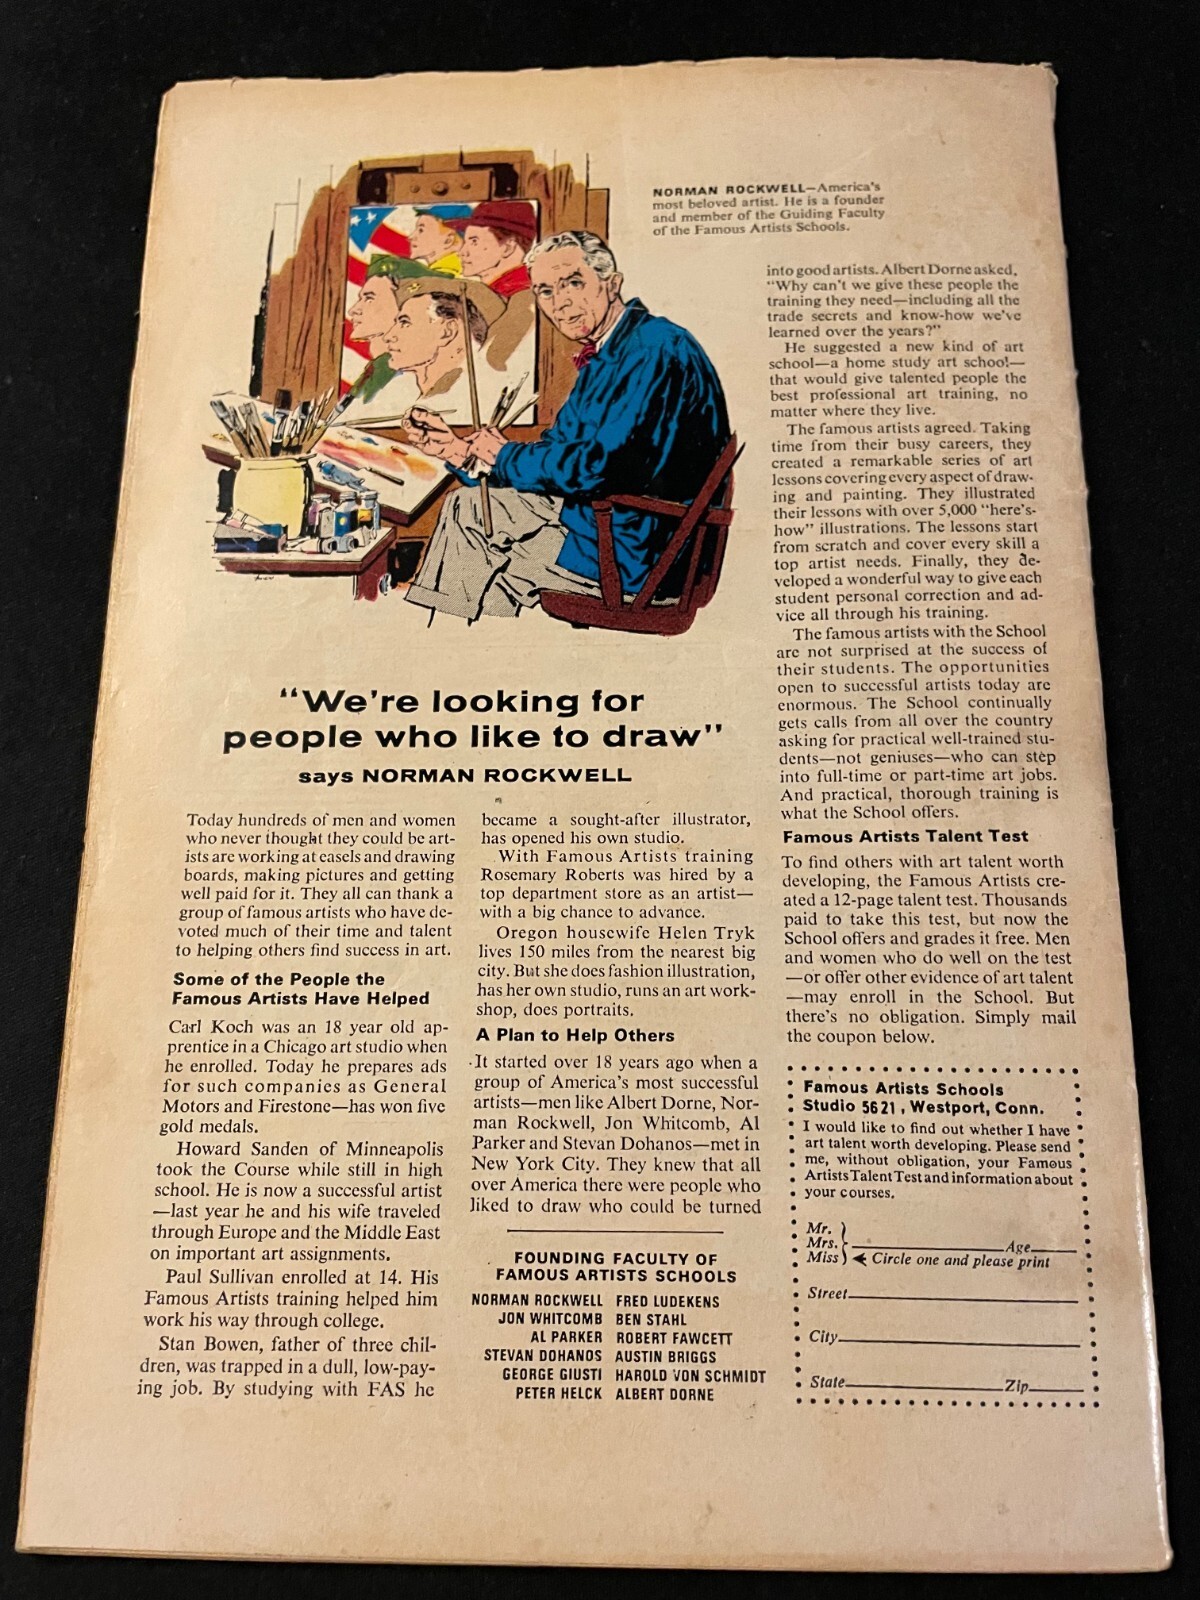 NORMAN ROCKWELL—America's
most beloved artist. He is a founder
and member of the Guiding Faculty
of the Famous Artists Schools.
"We're looking for
people who like to draw"
says NORMAN ROCKWELL
Today hundreds of men and women
who never thought they could be art-
ists are working at easels and drawing
boards, making pictures and getting
well paid for it. They all can thank a
group of famous artists who have de-
voted much of their time and talent
to helping others find success in art.
Some of the People the
Famous Artists Have Helped
Carl Koch was an 18 year old ap-
prentice in a Chicago art studio when
he enrolled. Today he prepares ads
for such companies as General
Motors and Firestone—has won five
gold medals.
Howard Sanden of Minneapolis
took the Course while still in high
school. He is now a successful artist
—last year he and his wife traveled
through Europe and the Middle East
on important art assignments.
Paul Sullivan enrolled at 14. His
Famous Artists training helped him
work his way through college.
Stan Bowen, father of three chil-
dren, was trapped in a dull, low-pay-
ing job. By studying with FAS he
became a sought-after illustrator,
has opened his own studio.
With Famous Artists training
Rosemary Roberts was hired by a
top department store as an artist—
with a big chance to advance.
Oregon housewife Helen Tryk
lives 150 miles from the nearest big
city. But she does fashion illustration,
has her own studio, runs an art work-
shop, does portraits.
A Plan to Help Others
It started over 18 years ago when a
group of America's most successful
artists—men like Albert Dorne, Nor-
man Rockwell, Jon Whitcomb, Al
Parker and Stevan Dohanos—met in
New York City. They knew that all
over America there were people who
liked to draw who could be turned
into good artists. Albert Dorne asked,
"Why can't we give these people the
training they need—including all the
trade secrets and know-how we've
learned over the years?"
He suggested a new kind of art
school—a home study art school—
that would give talented people the
best professional art training, no
matter where they live.
The famous artists agreed. Taking
time from their busy careers, they
created a remarkable series of art
lessons covering every aspect of draw-
ing and painting. They illustrated
their lessons with over 5,000 "here's-
how" illustrations. The lessons start
from scratch and cover every skill a
top artist needs. Finally, they de-
veloped a wonderful way to give each
student personal correction and ad-
vice all through his training.
The famous artists with the School
are not surprised at the success of
their students. The opportunities
open to successful artists today are
enormous. The School continually
gets calls from all over the country
asking for practical well-trained stu-
dents—not geniuses—who can step
into full-time or part-time art jobs.
And practical, thorough training is
what the School offers.
Famous Artists Talent Test
To find others with art talent worth
developing, the Famous Artists cre-
ated a 12-page talent test. Thousands
paid to take this test, but now the
School offers and grades it free. Men
and women who do well on the test
—or offer other evidence of art talent
—may enroll in the School. But
there's no obligation. Simply mail
the coupon below.
FOUNDING FACULTY OF
FAMOUS ARTISTS SCHOOLS
NORMAN ROCKWELL FRED LUDEKENS
JON WHITCOMB BEN STAHL
AL PARKER ROBERT FAWCETT
STEVAN DOHANOS AUSTIN BRIGGS
GEORGE GIUSTI HAROLD VON SCHMIDT
PETER HELCK ALBERT DORNE
Famous Artists Schools
Studio 5621, Westport, Conn.
I would like to find out whether I have
art talent worth developing. Please send
me, without obligation, your Famous
Artists Talent Test and information about
your courses.
Mr.
Mrs. Age
Miss Circle one and please print
Street
City
State Zip